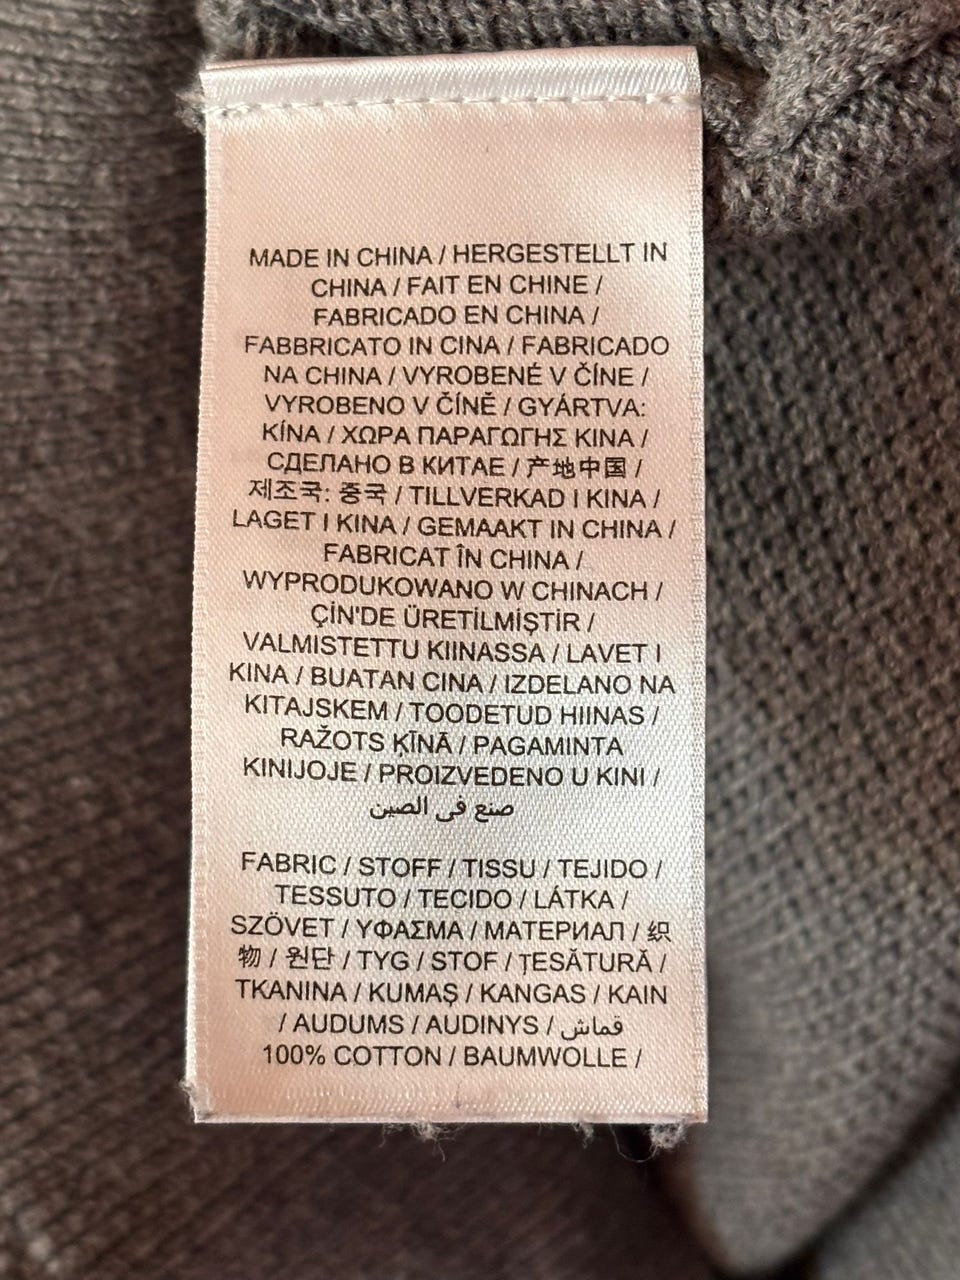 MADE IN CHINA / HERGESTELLT IN
CHINA / FAIT EN CHINE /
FABRICADO EN CHINA /
FABBRICATO IN CINA / FABRICADO
NA CHINA / VYROBENÉ V ČÍNE /
VYROBENO V ČÍNĚ / GYÁRTVA:
KÍNA / ΧΩΡΑ ΠΑΡΑΓΩΓΗΣ ΚΙΝΑ /
СДЕЛАНО В КИТАЕ / 产地中国 /
제조국: 중국 / TILLVERKAD I KINA /
LAGET I KINA / GEMAAKT IN CHINA /
FABRICAT ÎN CHINA /
WYPRODUKOWANO W CHINACH /
ÇİN'DE ÜRETİLMİŞTİR /
VALMISTETTU KIINASSA / LAVET I
KINA / BUATAN CINA / IZDELANO NA
KITAJSKEM / TOODETUD HIINAS /
RAŽOTS ĶĪNĀ / PAGAMINTA
KINIJOJE / PROIZVEDENO U KINI /
صنع في الصين
FABRIC / STOFF / TISSU / TEJIDO /
TESSUTO / TECIDO / LÁTKA /
SZÖVET / ΥΦΑΣΜΑ / МАТЕРИАЛ / 织
物 / 원단 / TYG / STOF / ȚESĂTURĂ /
TKANINA / KUMAŞ / KANGAS / KAIN
/ AUDUMS / AUDINYS / قماش
100% COTTON / BAUMWOLLE /